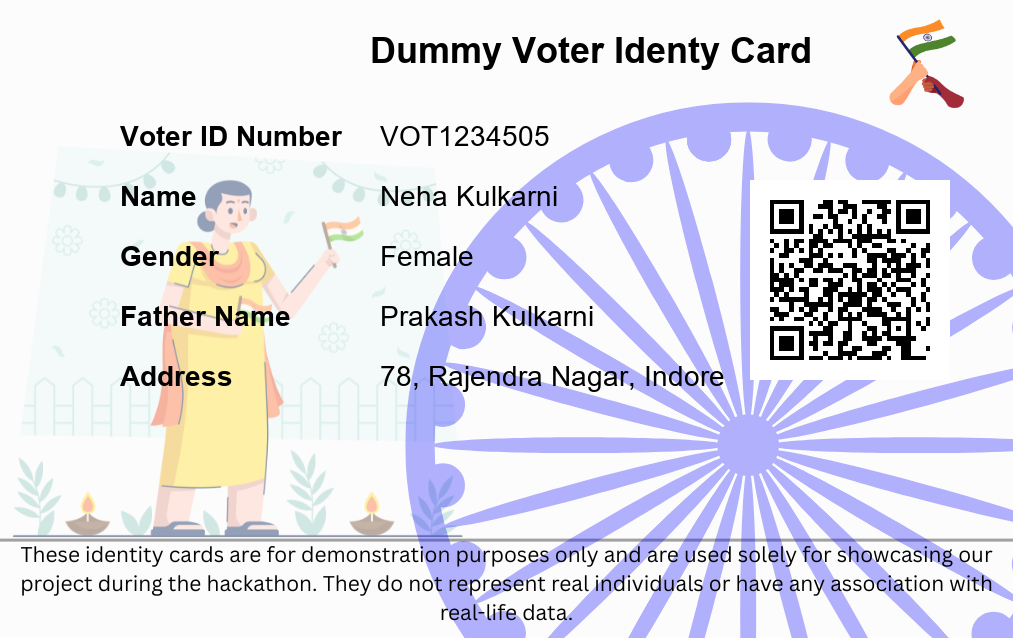 Dummy Voter Identy Card
Voter ID Number VOT1234505
Name Neha Kulkarni
Gender Female
Father Name Prakash Kulkarni
Address 78, Rajendra Nagar, Indore
These identity cards are for demonstration purposes only and are used solely for showcasing our
project during the hackathon. They do not represent real individuals or have any association with
real-life data.